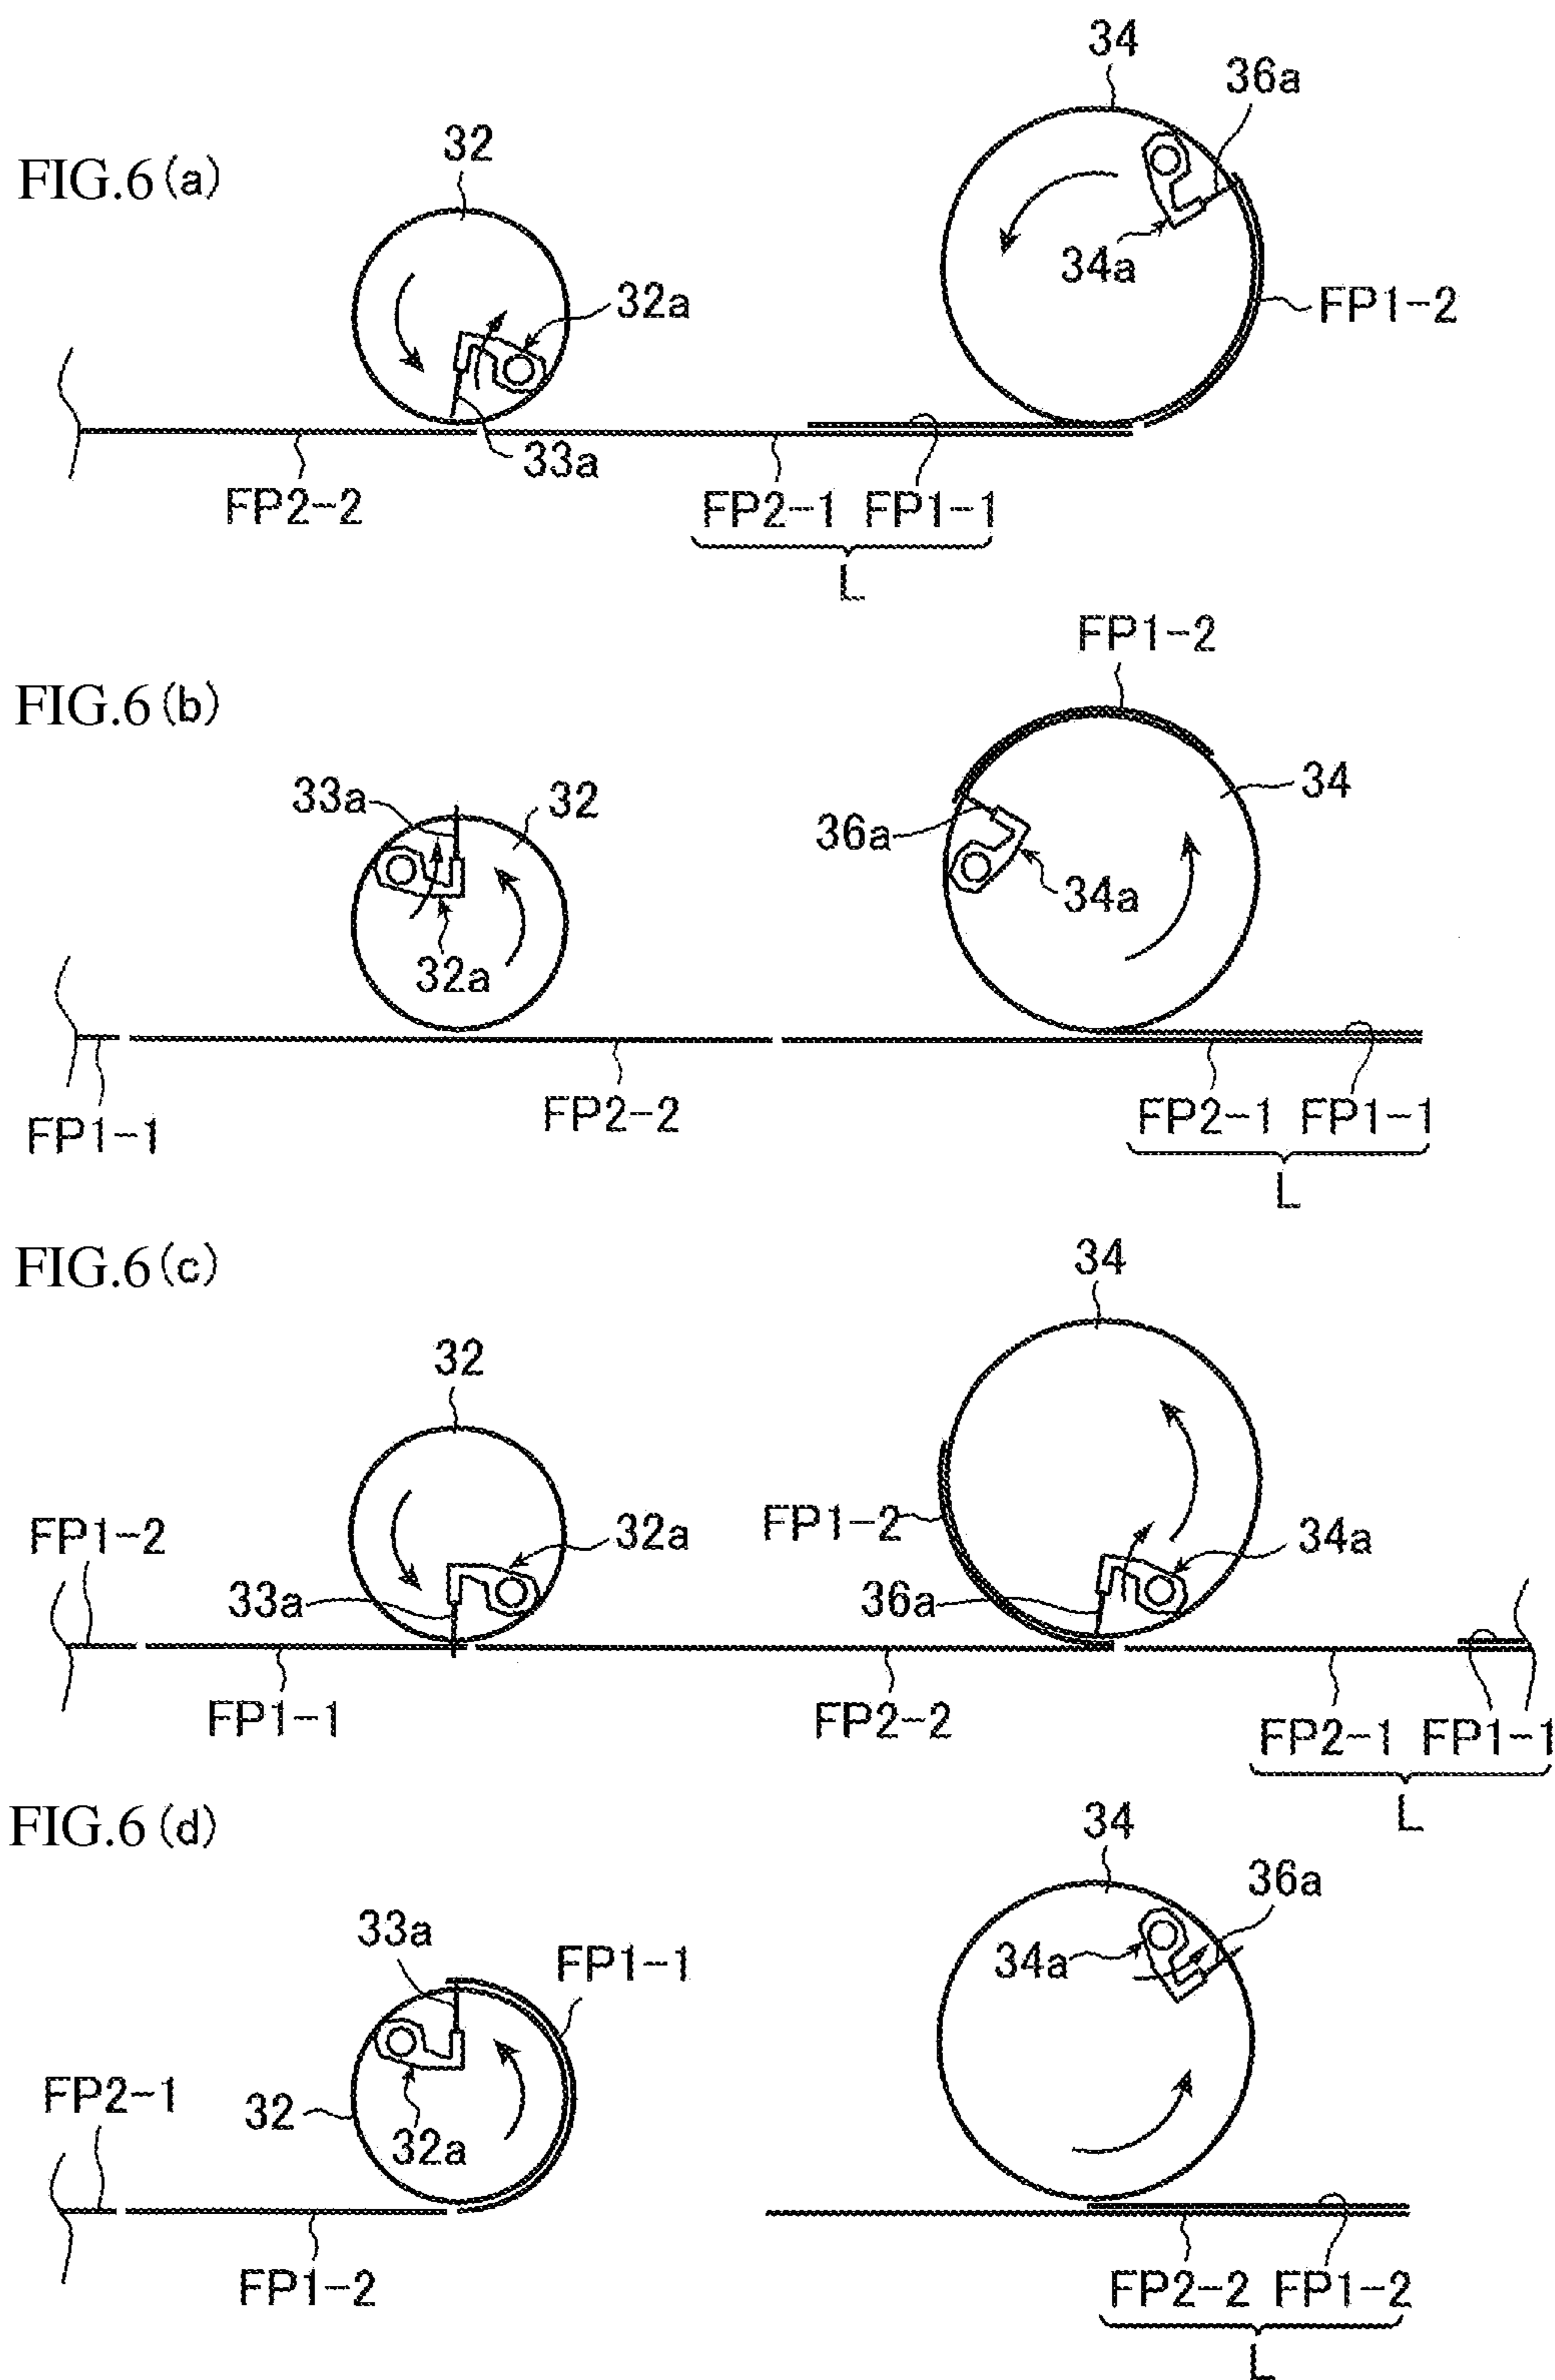 34
36a
32
FIG.6(a)
32a
34a
FP1-2
33a
FP2-2
FP2-1 FP1-1
L
FP1-2
FIG.6(b)
33a
32
34
36a
34a
32a
FP1-1
FP2-2
FP2-1 FP1-1
L
FIG.6(c)
34
32
FP1-2
32a
FP1-2
34a
33a
36a
FP1-1
FP2-2
FP2-1 FP1-1
L
FIG.6(d)
34
36a
33a
FP1-1
34a
FP2-1
32
32a
FP1-2
FP2-2 FP1-2
L